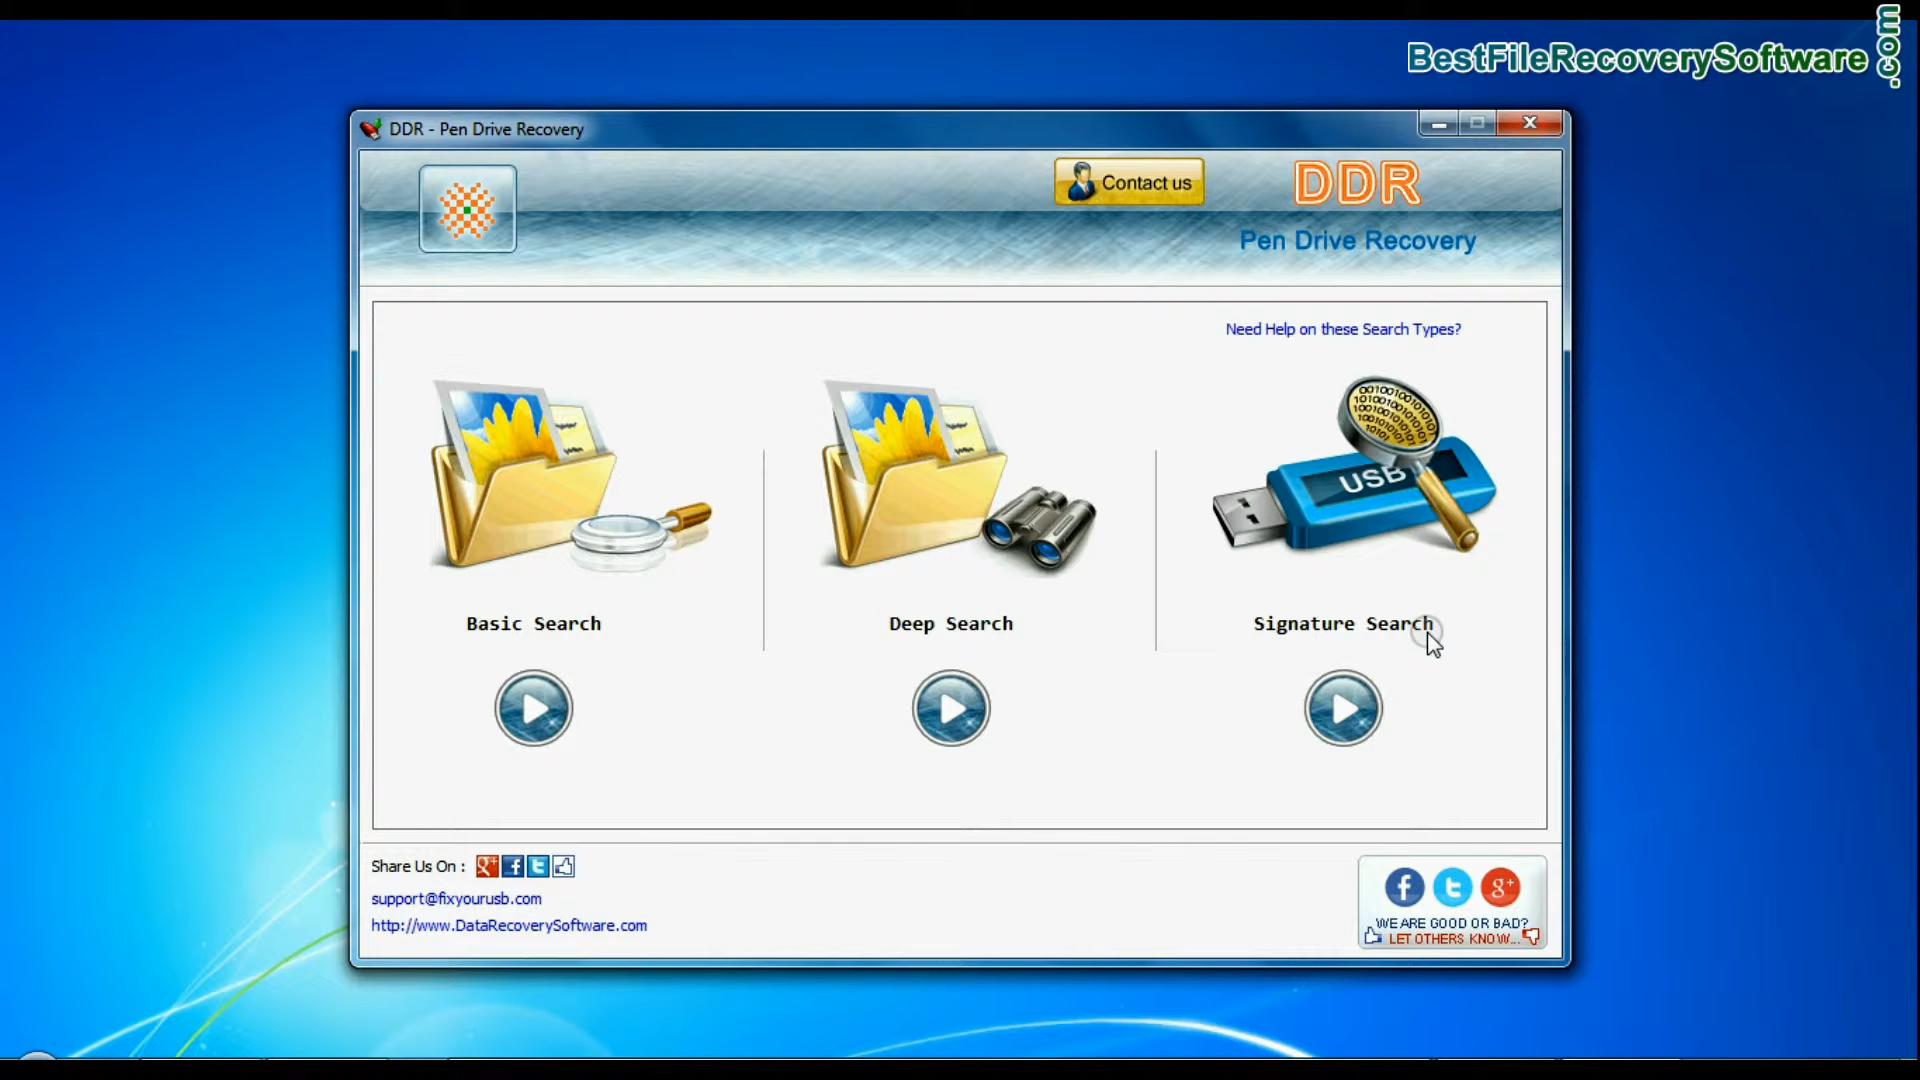 BestFileRecoverySoftware.com
DDR - Pen Drive Recovery
Contact us
DDR
Pen Drive Recovery
Need Help on these Search Types?
USB
Basic Search
Deep Search
Signature Search
Share Us On :
support@fixyourusb.com
http://www.DataRecoverySoftware.com
WE ARE GOOD OR BAD?
LET OTHERS KNOW...